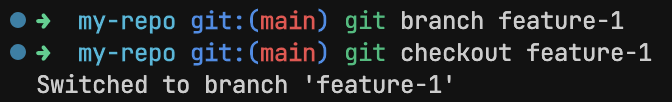 ➜ my-repo git:(main) git branch feature-1
➜ my-repo git:(main) git checkout feature-1
Switched to branch 'feature-1'